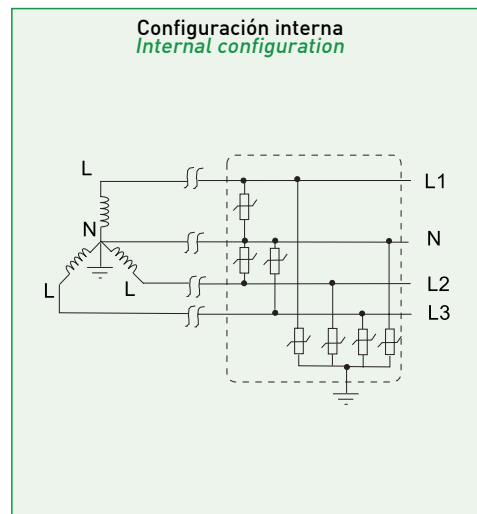 Configuración interna
Internal configuration
L
L1
N
N
L2
L
L
L3